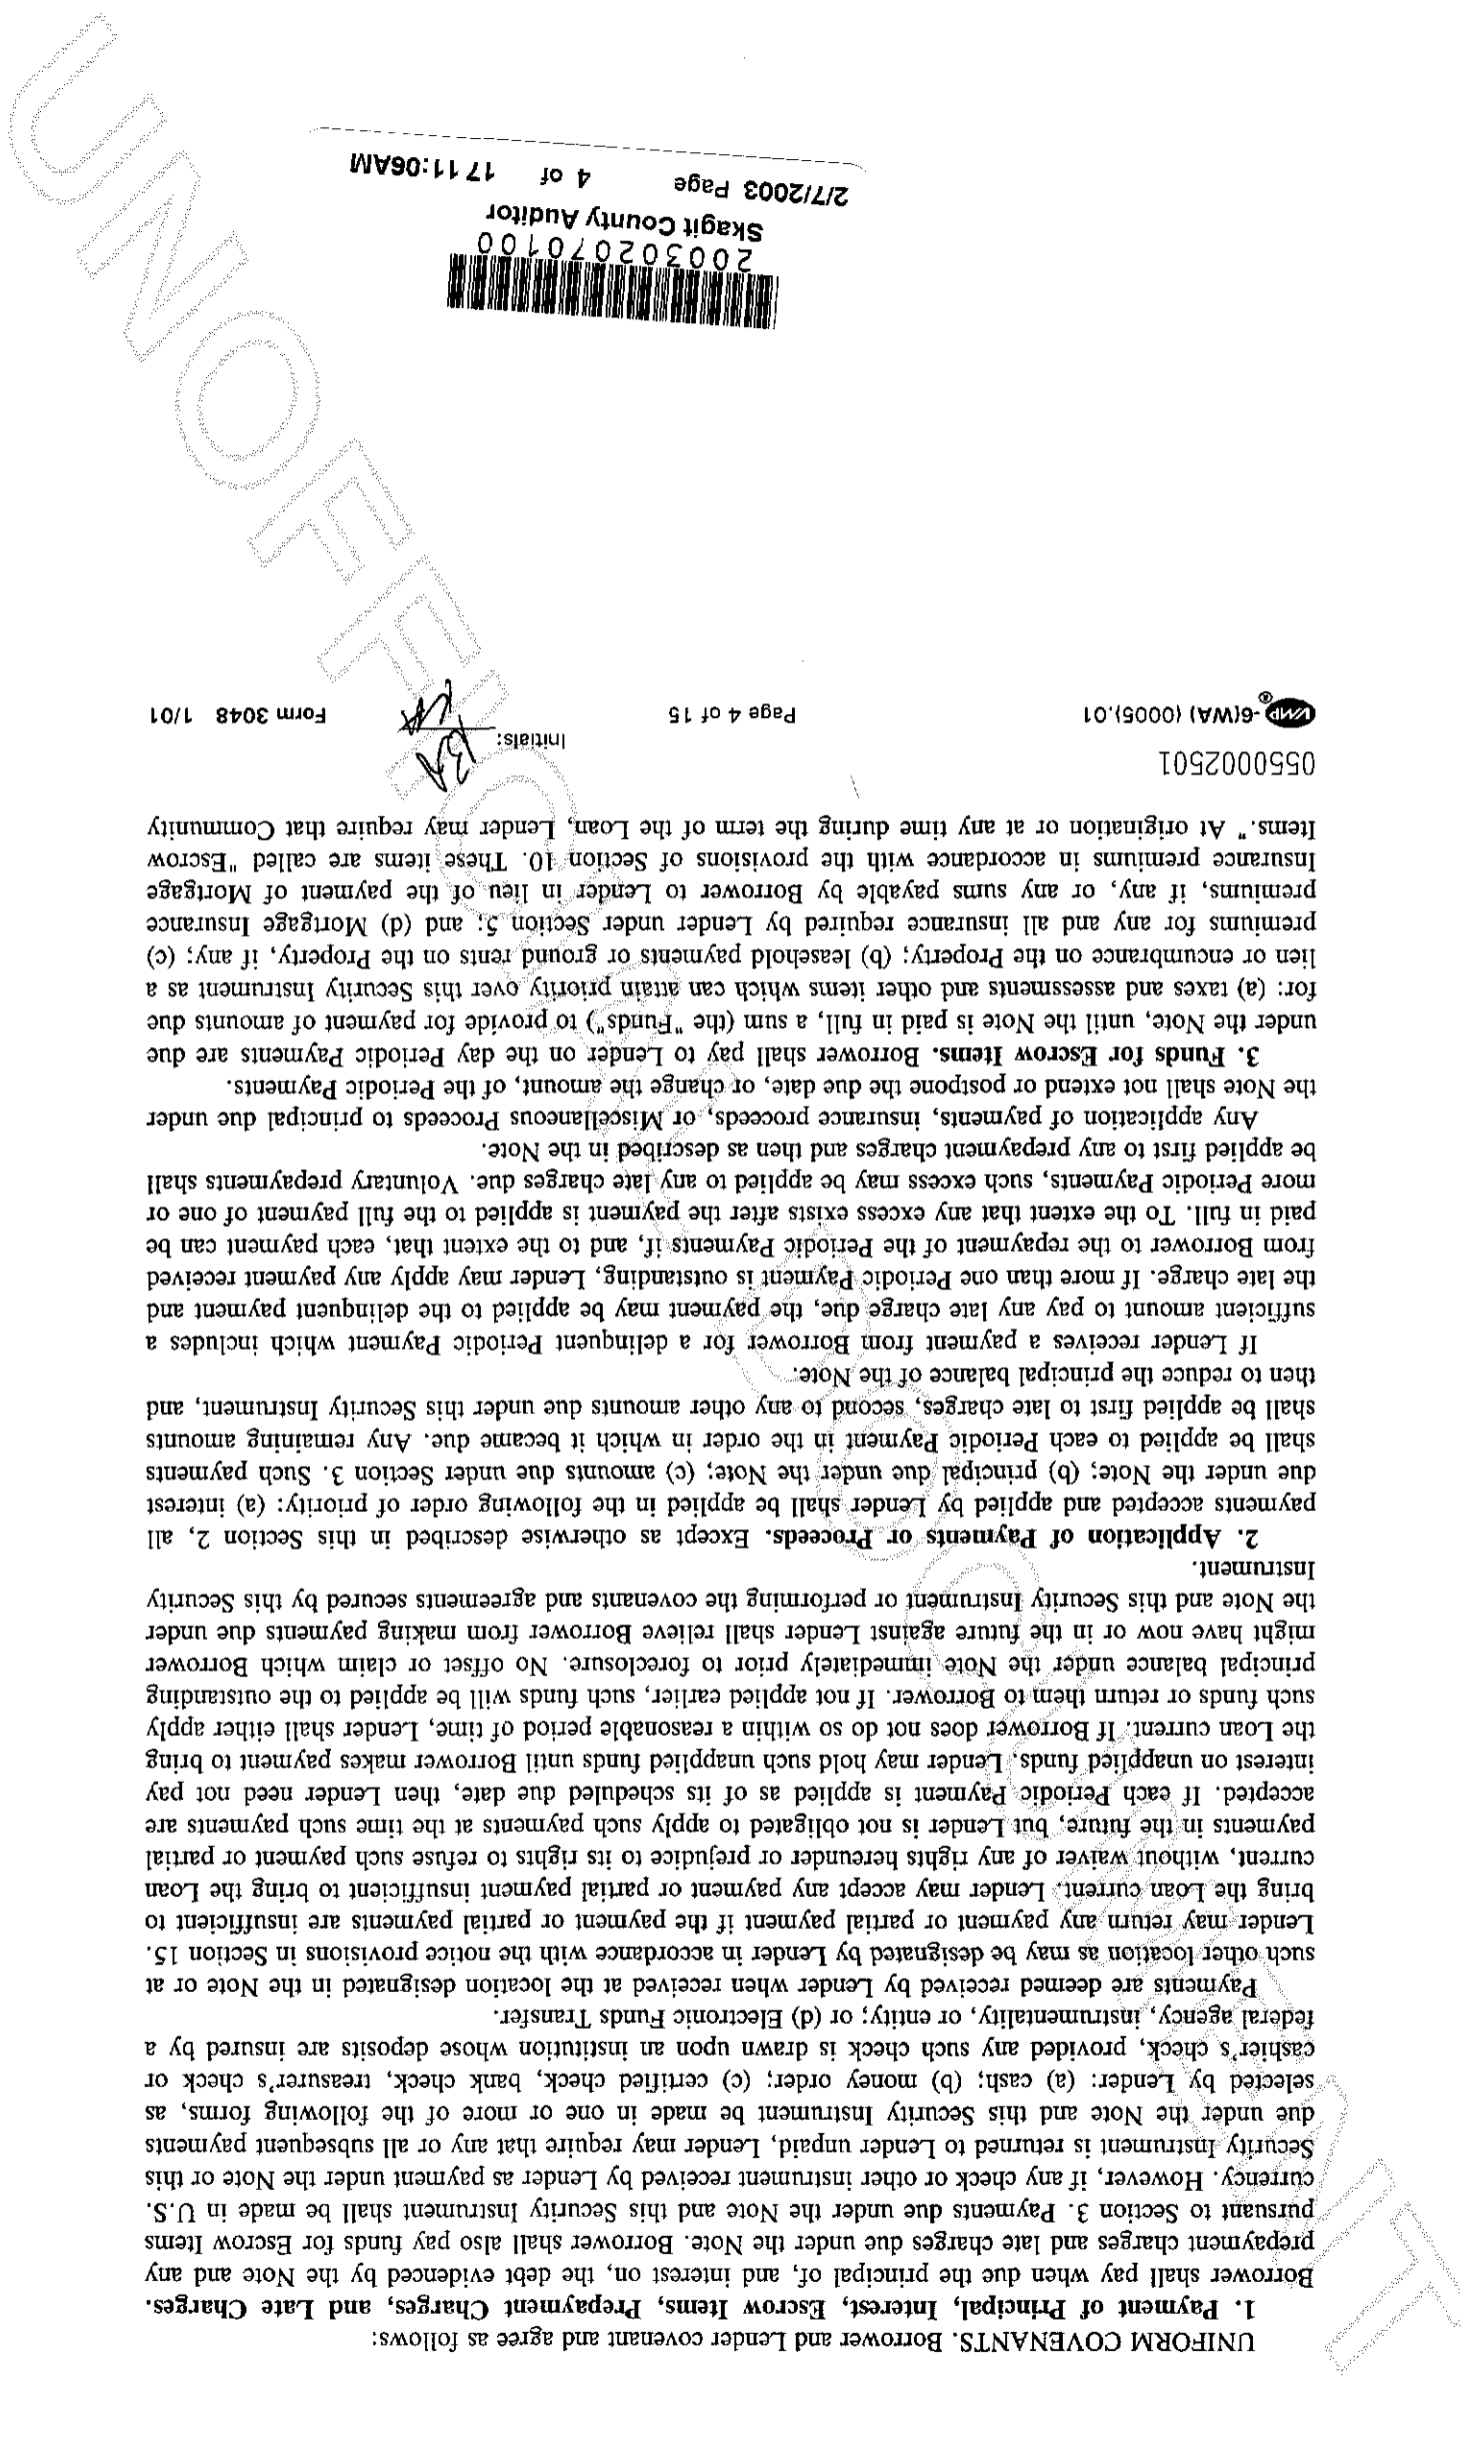 UNIFORM COVENANTS. Borrower and Lender covenant and agree as follows:
1. Payment of Principal, Interest, Escrow Items, Prepayment Charges, and Late Charges.
Borrower shall pay when due the principal of, and interest on, the debt evidenced by the Note and any
prepayment charges and late charges due under the Note. Borrower shall also pay funds for Escrow Items
pursuant to Section 3. Payments due under the Note and this Security Instrument shall be made in U.S.
currency. However, if any check or other instrument received by Lender as payment under the Note or this
Security Instrument is returned to Lender unpaid, Lender may require that any or all subsequent payments
due under the Note and this Security Instrument be made in one or more of the following forms, as
selected by Lender: (a) cash; (b) money order; (c) certified check, bank check, treasurer's check or
cashier's check, provided any such check is drawn upon an institution whose deposits are insured by a
federal agency, instrumentality, or entity; or (d) Electronic Funds Transfer.
Payments are deemed received by Lender when received at the location designated in the Note or at
such other location as may be designated by Lender in accordance with the notice provisions in Section 15.
Lender may return any payment or partial payment if the payment or partial payments are insufficient to
bring the Loan current. Lender may accept any payment or partial payment insufficient to bring the Loan
current, without waiver of any rights hereunder or prejudice to its rights to refuse such payment or partial
payments in the future, but Lender is not obligated to apply such payments at the time such payments are
accepted. If each Periodic Payment is applied as of its scheduled due date, then Lender need not pay
interest on unapplied funds. Lender may hold such unapplied funds until Borrower makes payment to bring
the Loan current. If Borrower does not do so within a reasonable period of time, Lender shall either apply
such funds or return them to Borrower. If not applied earlier, such funds will be applied to the outstanding
principal balance under the Note immediately prior to foreclosure. No offset or claim which Borrower
might have now or in the future against Lender shall relieve Borrower from making payments due under
the Note and this Security Instrument or performing the covenants and agreements secured by this Security
Instrument.
2. Application of Payments or Proceeds. Except as otherwise described in this Section 2, all
payments accepted and applied by Lender shall be applied in the following order of priority: (a) interest
due under the Note; (b) principal due under the Note; (c) amounts due under Section 3. Such payments
shall be applied to each Periodic Payment in the order in which it became due. Any remaining amounts
shall be applied first to late charges, second to any other amounts due under this Security Instrument, and
then to reduce the principal balance of the Note.
If Lender receives a payment from Borrower for a delinquent Periodic Payment which includes a
sufficient amount to pay any late charge due, the payment may be applied to the delinquent payment and
the late charge. If more than one Periodic Payment is outstanding, Lender may apply any payment received
from Borrower to the repayment of the Periodic Payments if, and to the extent that, each payment can be
paid in full. To the extent that any excess exists after the payment is applied to the full payment of one or
more Periodic Payments, such excess may be applied to any late charges due. Voluntary prepayments shall
be applied first to any prepayment charges and then as described in the Note.
Any application of payments, insurance proceeds, or Miscellaneous Proceeds to principal due under
the Note shall not extend or postpone the due date, or change the amount, of the Periodic Payments.
3. Funds for Escrow Items. Borrower shall pay to Lender on the day Periodic Payments are due
under the Note, until the Note is paid in full, a sum (the "Funds") to provide for payment of amounts due
for: (a) taxes and assessments and other items which can attain priority over this Security Instrument as a
lien or encumbrance on the Property; (b) leasehold payments or ground rents on the Property, if any; (c)
premiums for any and all insurance required by Lender under Section 5; and (d) Mortgage Insurance
premiums, if any, or any sums payable by Borrower to Lender in lieu of the payment of Mortgage
Insurance premiums in accordance with the provisions of Section 10. These items are called "Escrow
Items." At origination or at any time during the term of the Loan, Lender may require that Community
0550002501
Initials: BA
VMP®-6(WA) (0005).01 Page 4 of 15 Form 3048 1/01
200302070100
Skagit County Auditor
2/7/2003 Page 4 of 17 11:06AM
UNOFFICIAL DOCUMENT